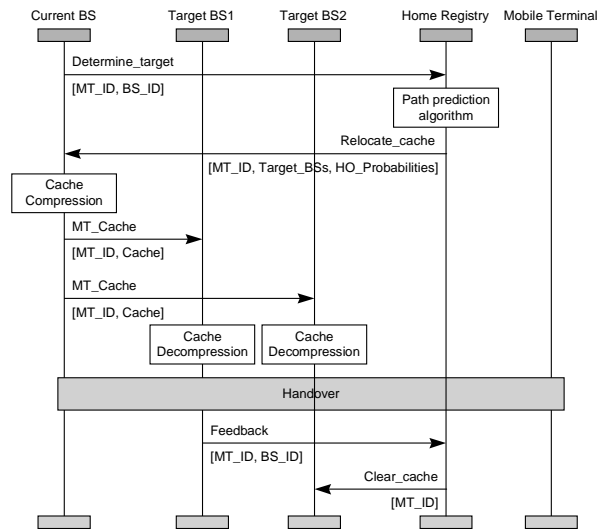 Current BS Target BS1 Target BS2 Home Registry Mobile Terminal
Determine_target
[MT_ID, BS_ID]
Path prediction
algorithm
Relocate_cache
[MT_ID, Target_BSs, HO_Probabilities]
Cache
Compression
MT_Cache
[MT_ID, Cache]
MT_Cache
[MT_ID, Cache]
Cache
Decompression
Cache
Decompression
Handover
Feedback
[MT_ID, BS_ID]
Clear_cache
[MT_ID]